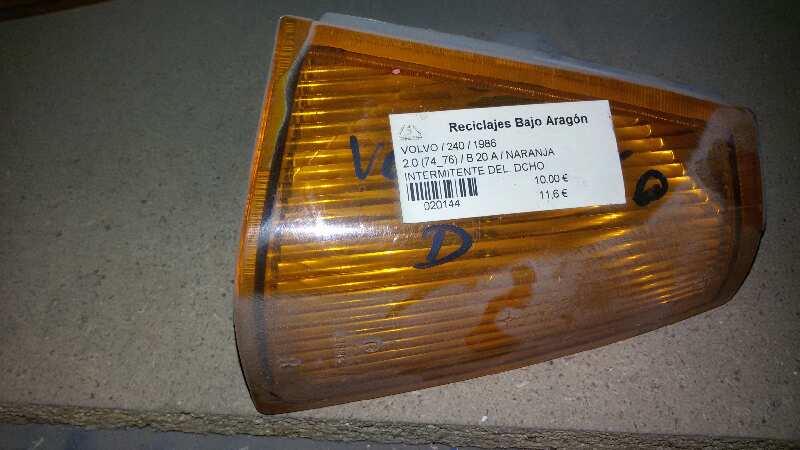 Reciclajes Bajo Aragón
VOLVO / 240 / 1986
2.0 (74_76) / B 20 A / NARANJA
INTERMITENTE DEL. DCHO
10.00 €
020144
11,6 €
D